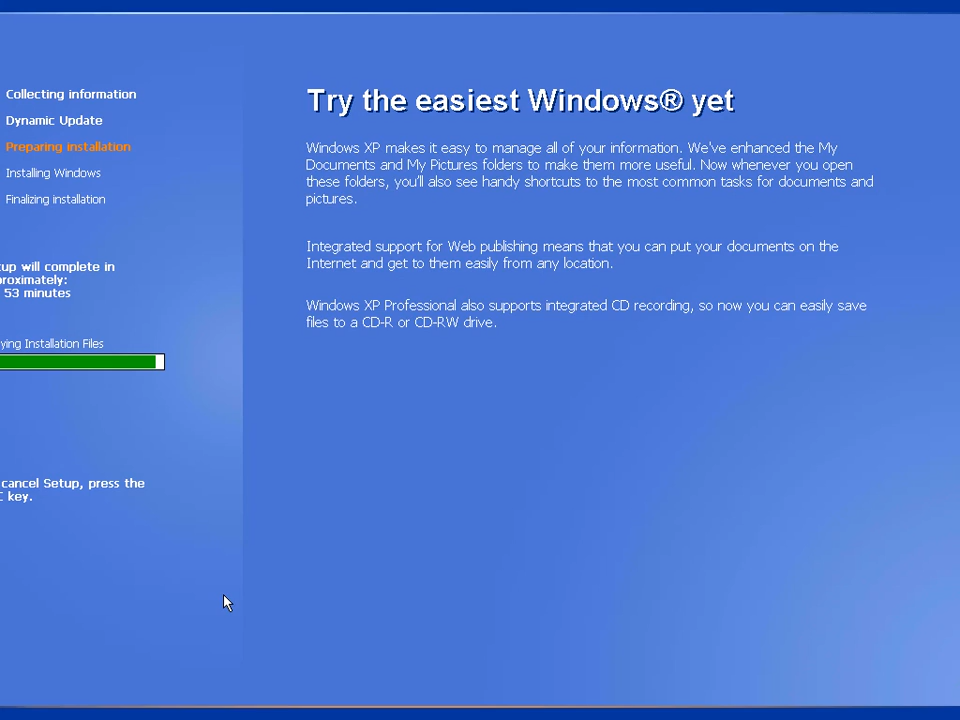 Collecting information
Dynamic Update
Preparing installation
Installing Windows
Finalizing installation
tup will complete in
proximately:
53 minutes
ying Installation Files
cancel Setup, press the
C key.
Try the easiest Windows® yet
Windows XP makes it easy to manage all of your information. We've enhanced the My
Documents and My Pictures folders to make them more useful. Now whenever you open
these folders, you'll also see handy shortcuts to the most common tasks for documents and
pictures.
Integrated support for Web publishing means that you can put your documents on the
Internet and get to them easily from any location.
Windows XP Professional also supports integrated CD recording, so now you can easily save
files to a CD-R or CD-RW drive.